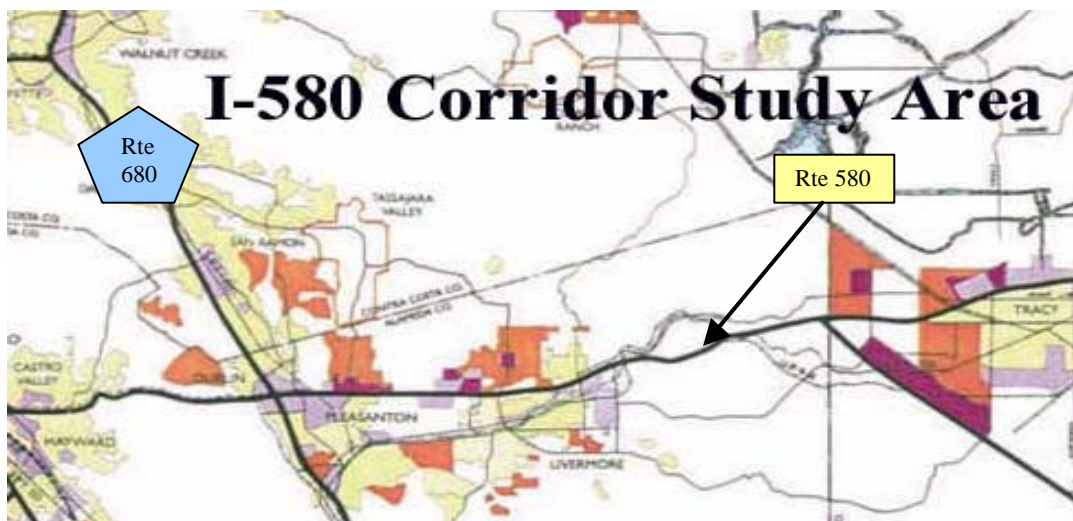 WALNUT CREEK
I-580 Corridor Study Area
RANCH
Rte
680
Rte 580
TASSAJARA
VALLEY
SAN RAMON
CONTRA COSTA CO.
ALAMEDA CO.
TRACY
CASTRO
VALLEY
DUBLIN
PLEASANTON
HAYWARD
LIVERMORE